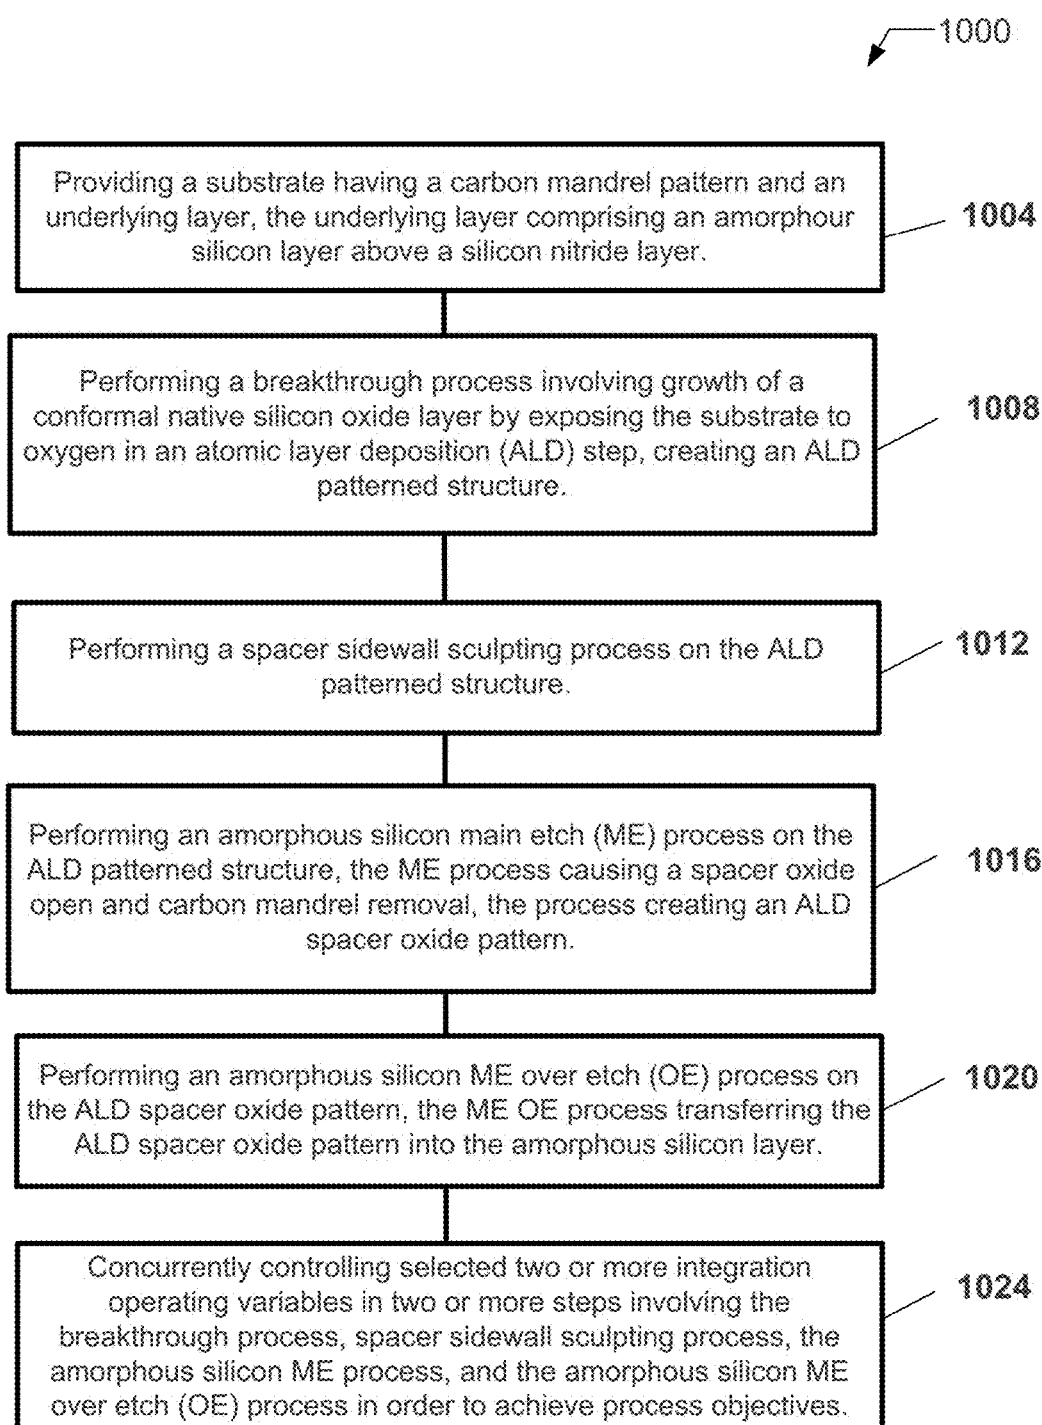 1000
Providing a substrate having a carbon mandrel pattern and an
underlying layer, the underlying layer comprising an amorphour
silicon layer above a silicon nitride layer.
1004
Performing a breakthrough process involving growth of a
conformal native silicon oxide layer by exposing the substrate to
oxygen in an atomic layer deposition (ALD) step, creating an ALD
patterned structure.
1008
Performing a spacer sidewall sculpting process on the ALD
patterned structure.
1012
Performing an amorphous silicon main etch (ME) process on the
ALD patterned structure, the ME process causing a spacer oxide
open and carbon mandrel removal, the process creating an ALD
spacer oxide pattern.
1016
Performing an amorphous silicon ME over etch (OE) process on
the ALD spacer oxide pattern, the ME OE process transferring the
ALD spacer oxide pattern into the amorphous silicon layer.
1020
Concurrently controlling selected two or more integration
operating variables in two or more steps involving the
breakthrough process, spacer sidewall sculpting process, the
amorphous silicon ME process, and the amorphous silicon ME
over etch (OE) process in order to achieve process objectives.
1024